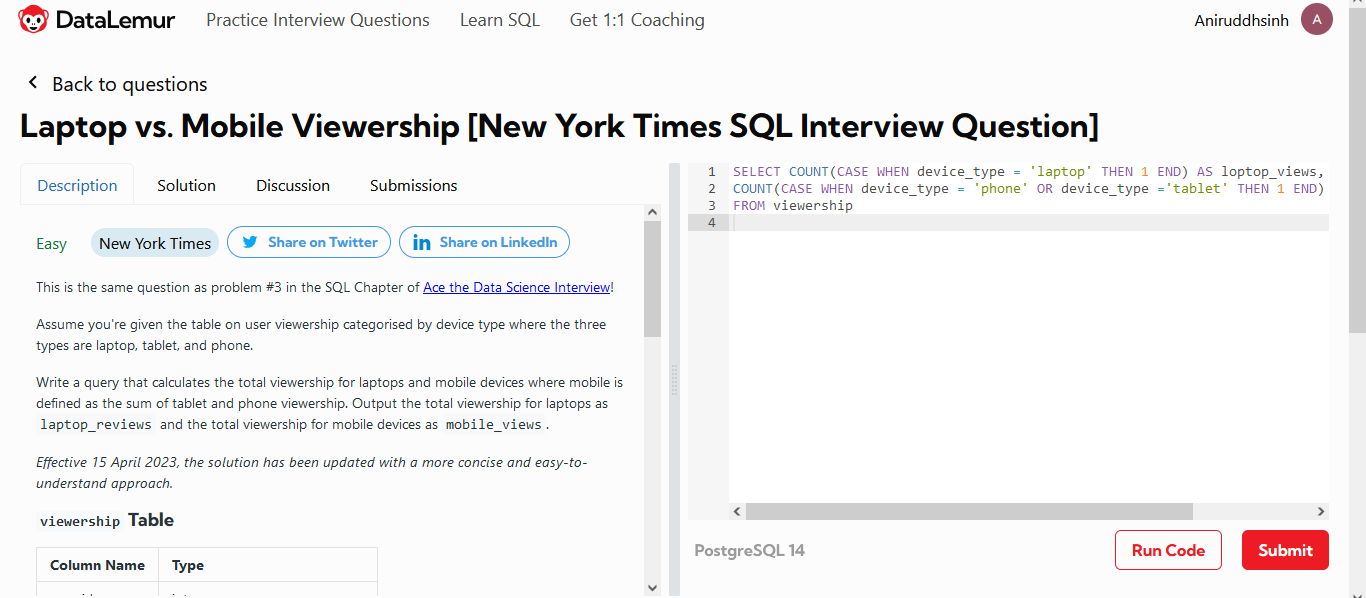 DataLemur Practice Interview Questions Learn SQL Get 1:1 Coaching Aniruddhsinh A
Back to questions
Laptop vs. Mobile Viewership [New York Times SQL Interview Question]
Description Solution Discussion Submissions
Easy New York Times Share on Twitter Share on LinkedIn
This is the same question as problem #3 in the SQL Chapter of Ace the Data Science Interview!
Assume you're given the table on user viewership categorised by device type where the three
types are laptop, tablet, and phone.
Write a query that calculates the total viewership for laptops and mobile devices where mobile is
defined as the sum of tablet and phone viewership. Output the total viewership for laptops as
laptop_reviews and the total viewership for mobile devices as mobile_views .
Effective 15 April 2023, the solution has been updated with a more concise and easy-to-
understand approach.
viewership Table
Column Name Type
1 SELECT COUNT(CASE WHEN device_type = 'laptop' THEN 1 END) AS loptop_views,
2 COUNT(CASE WHEN device_type = 'phone' OR device_type ='tablet' THEN 1 END)
3 FROM viewership
4
PostgreSQL 14 Run Code Submit